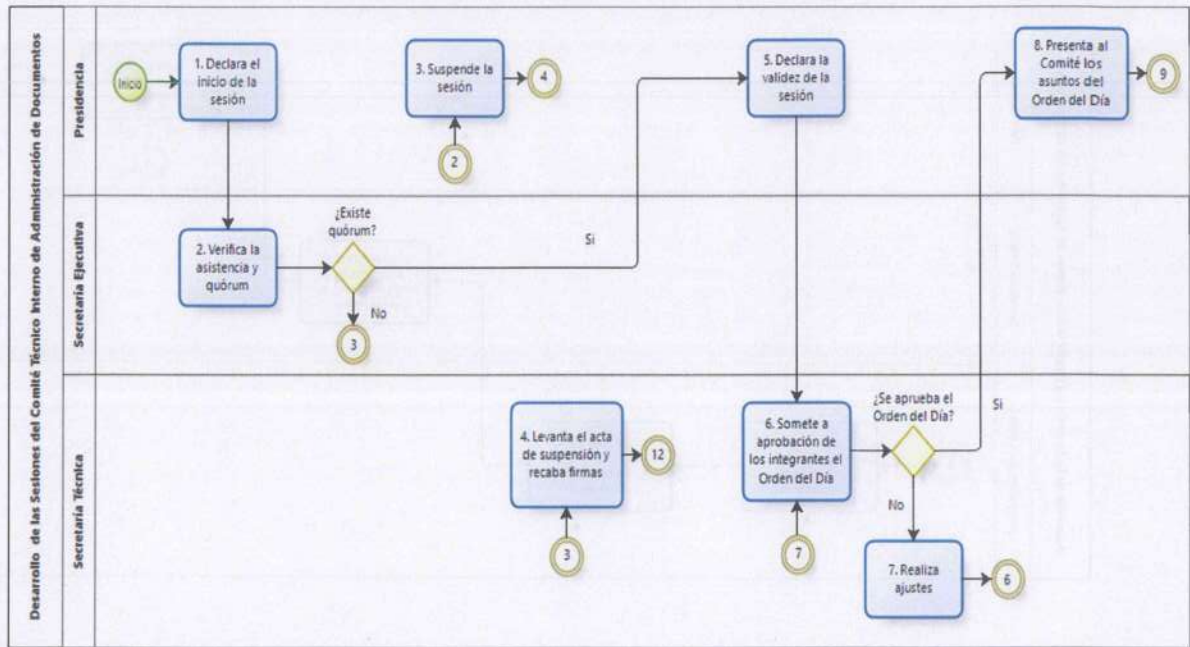 Desarrollo de las Sesiones del Comité Técnico Interno de Administración de Documentos
Presidencia
Inicio
1. Declara el
inicio de la
sesión
3. Suspende la
sesión
4
2
5. Declara la
validez de la
sesión
8. Presenta al
Comité los
asuntos del
Orden del Día
9
Secretaria Ejecutiva
2. Verifica la
asistencia y
quórum
¿Existe
quórum?
Si
No
3
Secretaría Técnica
4. Levanta el acta
de suspensión y
recaba firmas
12
3
6. Somete a
aprobación de
los integrantes el
Orden del Día
7
¿Se aprueba el
Orden del Día?
Si
No
7. Realiza
ajustes
6